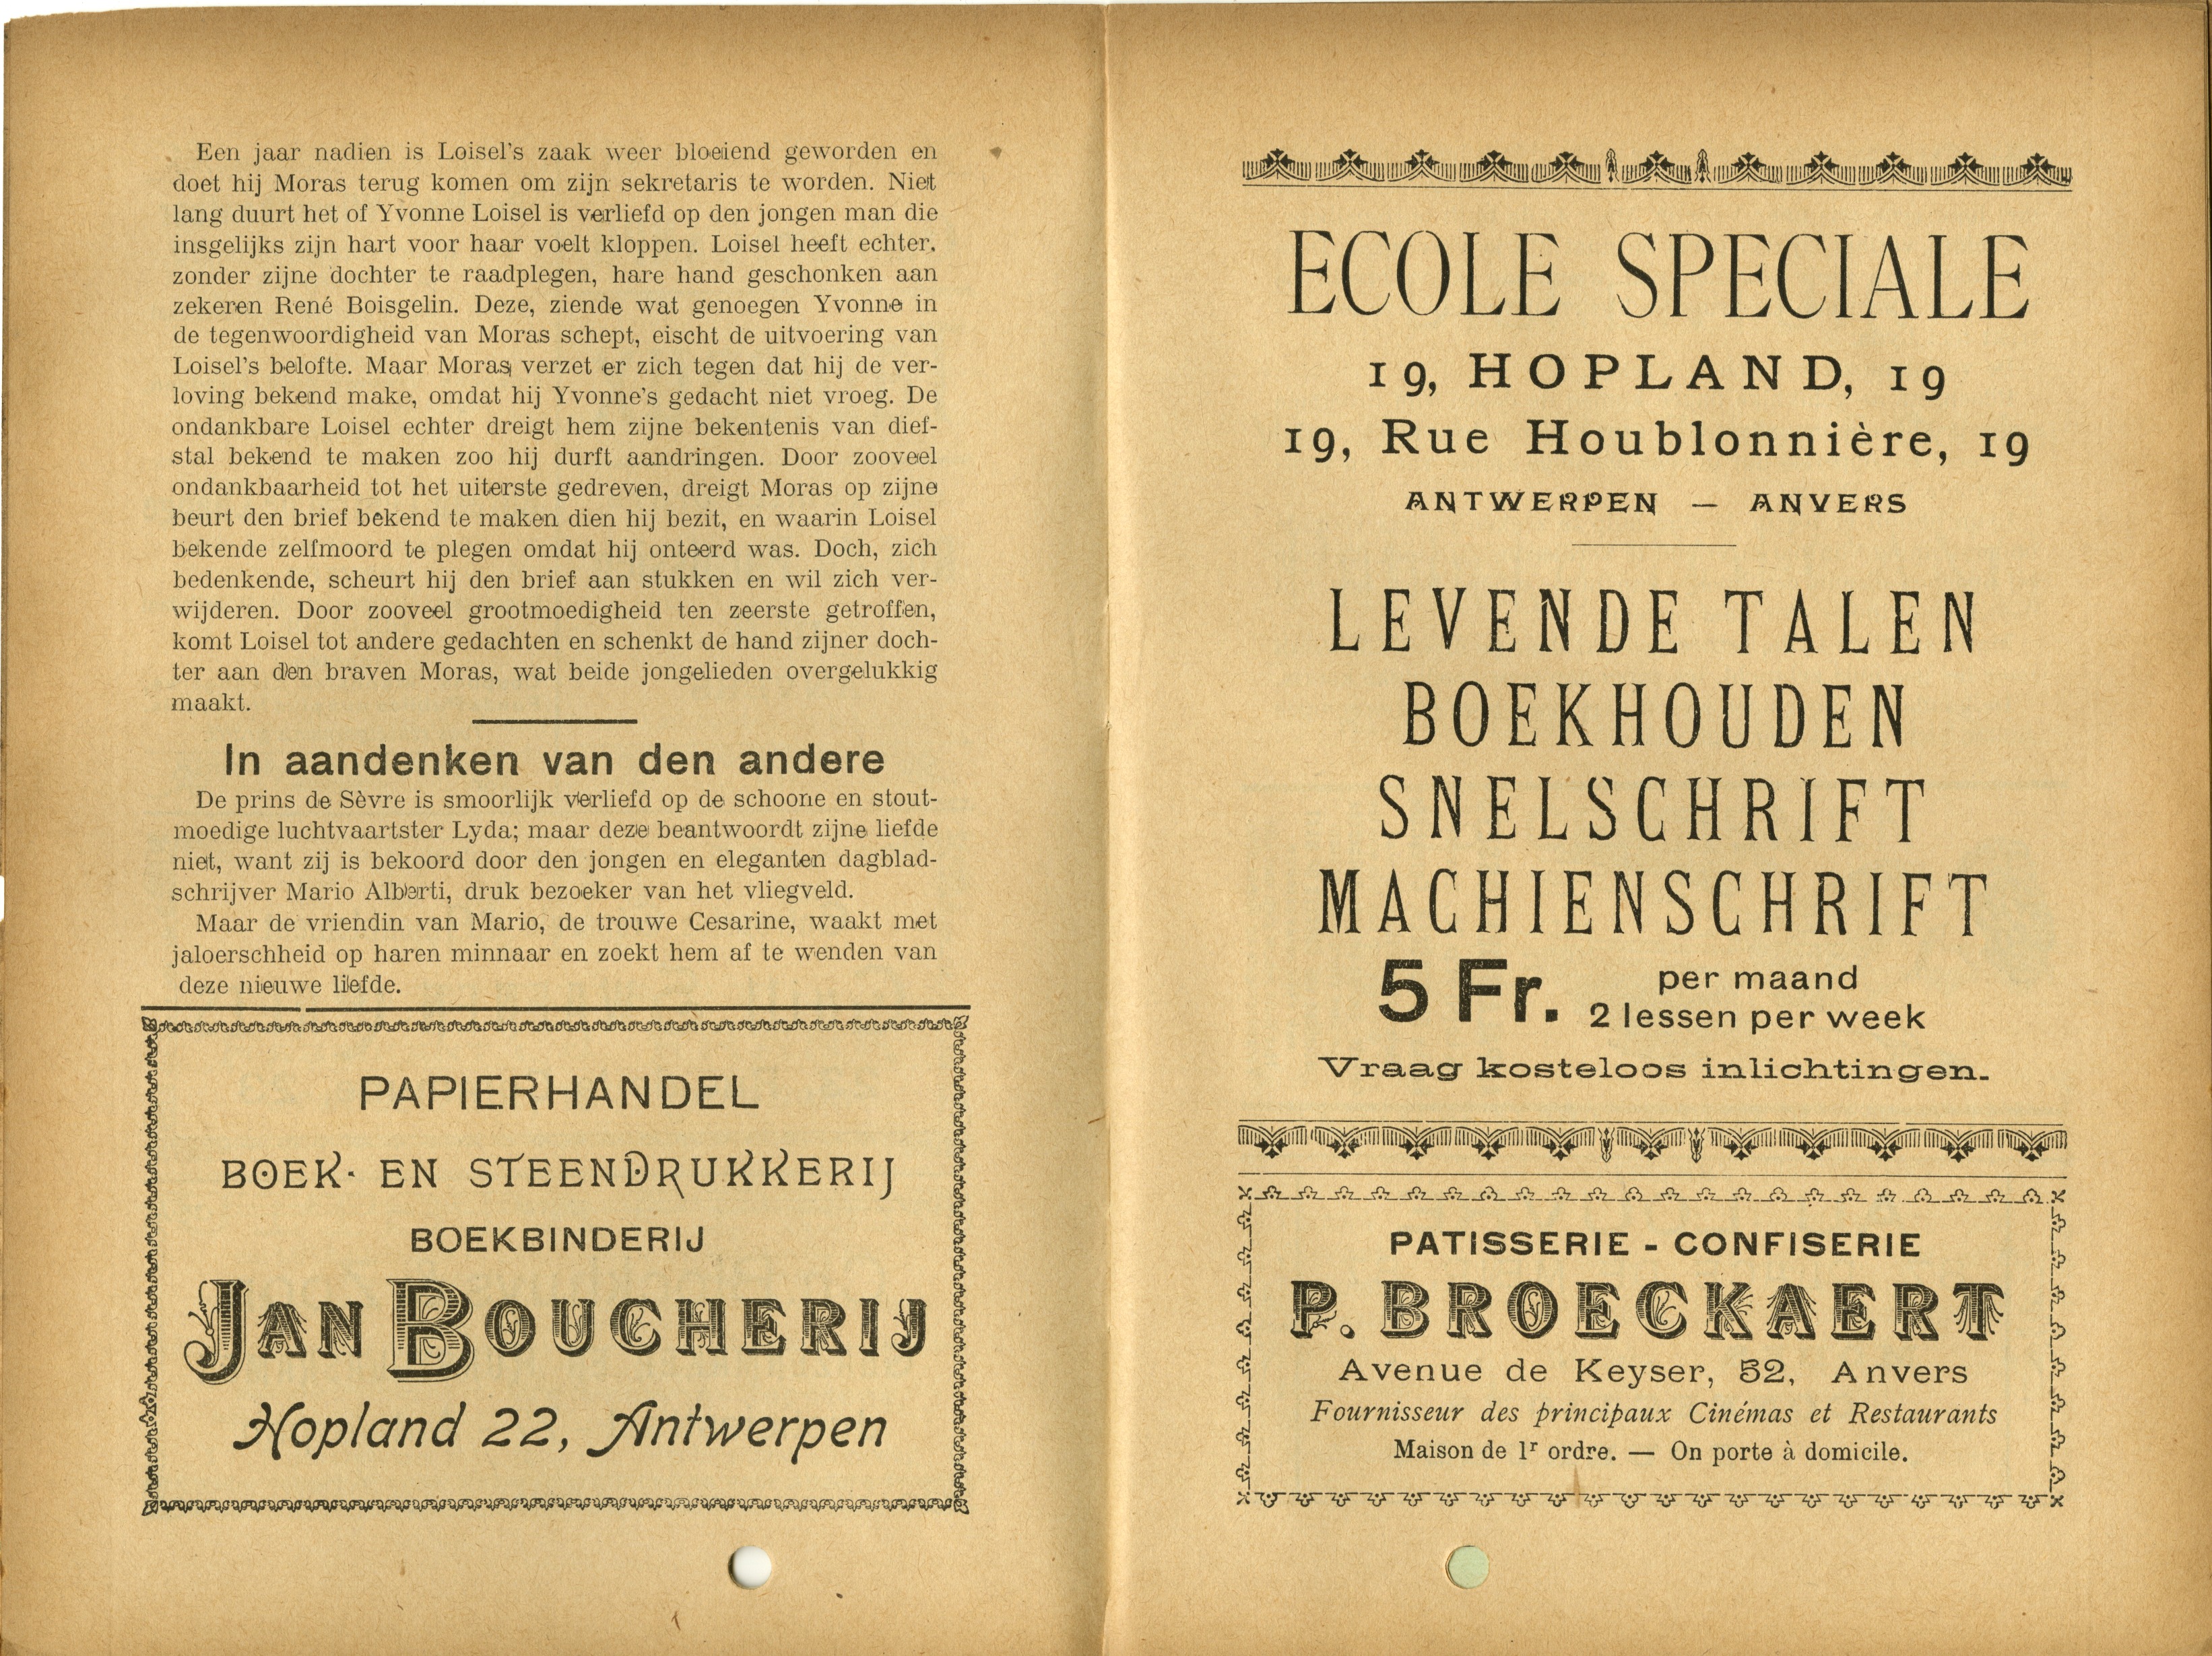 Een jaar nadien is Loisel's zaak weer bloeiend geworden en
doet hij Moras terug komen om zijn sekretaris te worden. Niet
lang duurt het of Yvonne Loisel is verliefd op den jongen man die
insgelijks zijn hart voor haar voelt kloppen. Loisel heeft echter,
zonder zijne dochter te raadplegen, hare hand geschonken aan
zekeren René Boisgelin. Deze, ziende wat genoegen Yvonne in
de tegenwoordigheid van Moras schept, eischt de uitvoering van
Loisel's belofte. Maar Moras verzet er zich tegen dat hij de ver-
loving bekend make, omdat hij Yvonne's gedacht niet vroeg. De
ondankbare Loisel echter dreigt hem zijne bekentenis van dief-
stal bekend te maken zoo hij durft aandringen. Door zooveel
ondankbaarheid tot het uiterste gedreven, dreigt Moras op zijne
beurt den brief bekend te maken dien hij bezit, en waarin Loisel
bekende zelfmoord te plegen omdat hij onteerd was. Doch, zich
bedenkende, scheurt hij den brief aan stukken en wil zich ver-
wijderen. Door zooveel grootmoedigheid ten zeerste getroffen,
komt Loisel tot andere gedachten en schenkt de hand zijner doch-
ter aan den braven Moras, wat beide jongelieden overgelukkig
maakt.
In aandenken van den andere
De prins de Sèvre is smoorlijk verliefd op de schoone en stout-
moedige luchtvaartster Lyda; maar deze beantwoordt zijne liefde
niet, want zij is bekoord door den jongen en eleganten dagblad-
schrijver Mario Alberti, druk bezoeker van het vliegveld.
Maar de vriendin van Mario, de trouwe Cesarine, waakt met
jaloerschheid op haren minnaar en zoekt hem af te wenden van
deze nieuwe liefde.
PAPIERHANDEL
BOEK- EN STEENDRUKKERIJ
BOEKBINDERIJ
JAN BOUCHERIJ
Hopland 22, Antwerpen
ECOLE SPECIALE
19, HOPLAND, 19
19, Rue Houblonnière, 19
ANTWERPEN — ANVERS
LEVENDE TALEN
BOEKHOUDEN
SNELSCHRIFT
MACHIENSCHRIFT
5 Fr. per maand
2 lessen per week
Vraag kosteloos inlichtingen.
PATISSERIE - CONFISERIE
P. BROECKAERT
Avenue de Keyser, 52, Anvers
Fournisseur des principaux Cinémas et Restaurants
Maison de 1r ordre. — On porte à domicile.